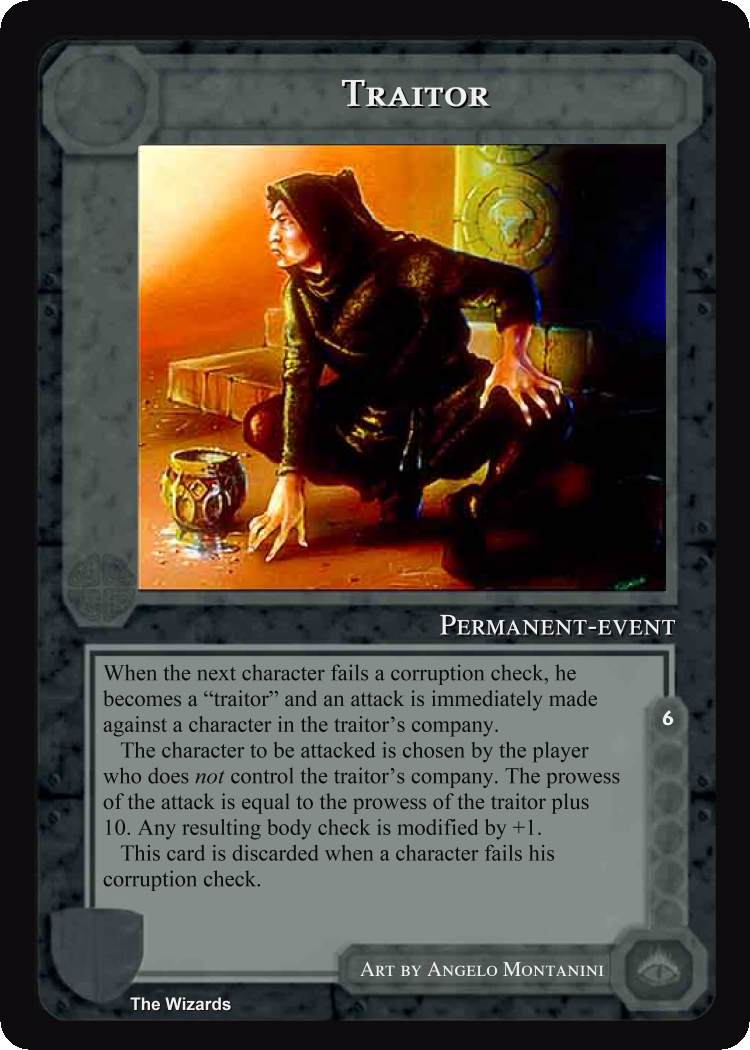 TRAITOR
PERMANENT-EVENT
When the next character fails a corruption check, he
becomes a “traitor” and an attack is immediately made
against a character in the traitor’s company.
The character to be attacked is chosen by the player
who does not control the traitor’s company. The prowess
of the attack is equal to the prowess of the traitor plus
10. Any resulting body check is modified by +1.
This card is discarded when a character fails his
corruption check.
6
ART BY ANGELO MONTANINI
The Wizards